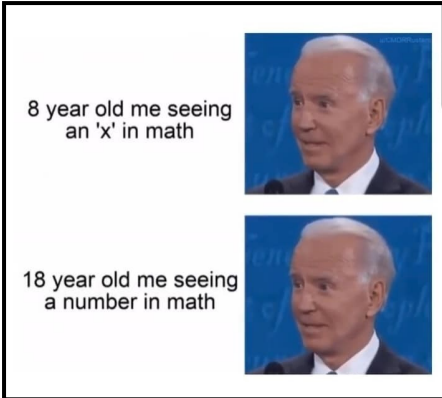 8 year old me seeing
an 'x' in math
18 year old me seeing
a number in math